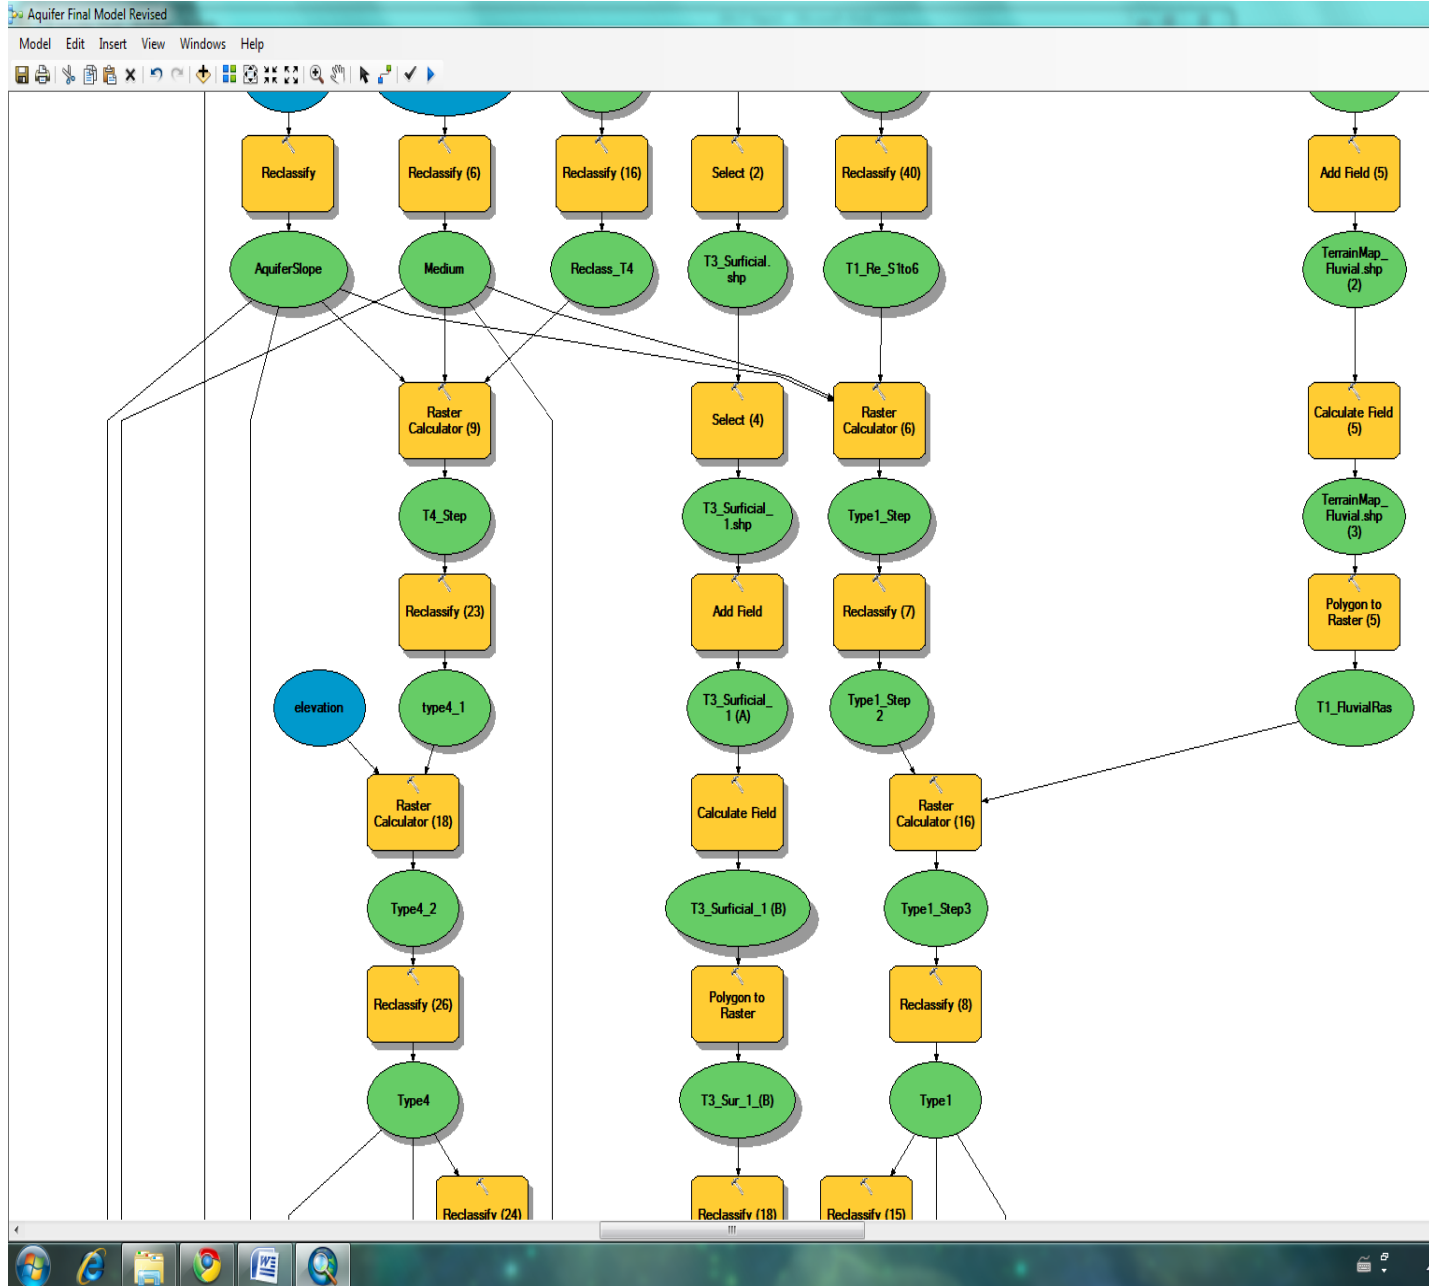 Aquifer Final Model Revised
Model Edit Insert View Windows Help
Reclassify
Reclassify (6)
Reclassify (16)
Select (2)
Reclassify (40)
Add Field (5)
AquiferSlope
Medium
Reclass_T4
T3_Surficial.
shp
T1_Re_S1to6
TerrainMap_
Fluvial.shp
(2)
Raster
Calculator (9)
Select (4)
Raster
Calculator (6)
Calculate Field
(5)
T4_Step
T3_Surficial_
1.shp
Type1_Step
TerrainMap_
Fluvial.shp
(3)
Reclassify (23)
Add Field
Reclassify (7)
Polygon to
Raster (5)
elevation
type4_1
T3_Surficial_
1 (A)
Type1_Step
2
T1_FluvialRas
Raster
Calculator (18)
Calculate Field
Raster
Calculator (16)
Type4_2
T3_Surficial_1 (B)
Type1_Step3
Reclassify (26)
Polygon to
Raster
Reclassify (8)
Type4
T3_Sur_1_(B)
Type1
Reclassify (24)
Reclassify (18)
Reclassify (15)